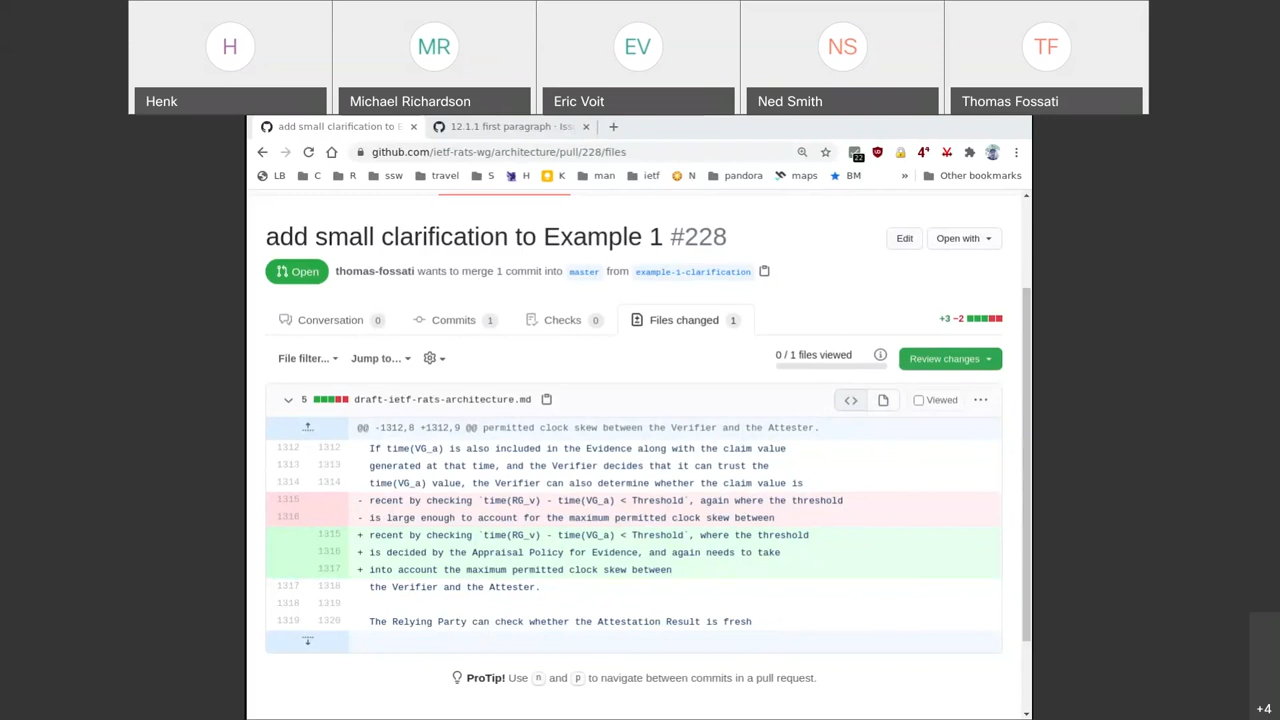 H MR EV NS TF
Henk Michael Richardson Eric Voit Ned Smith Thomas Fossati
add small clarification to E 12.1.1 first paragraph · Iss
github.com/ietf-rats-wg/architecture/pull/228/files 22
LB C R ssw travel S H K man ietf N pandora maps BM » Other bookmarks
add small clarification to Example 1 #228 Edit Open with
Open thomas-fossati wants to merge 1 commit into master from example-1-clarification
Conversation 0 Commits 1 Checks 0 Files changed 1 +3 −2
File filter... Jump to... 0 / 1 files viewed Review changes
5 draft-ietf-rats-architecture.md Viewed
@@ -1312,8 +1312,9 @@ permitted clock skew between the Verifier and the Attester.
1312 1312 If time(VG_a) is also included in the Evidence along with the claim value
1313 1313 generated at that time, and the Verifier decides that it can trust the
1314 1314 time(VG_a) value, the Verifier can also determine whether the claim value is
1315 - recent by checking `time(RG_v) - time(VG_a) < Threshold`, again where the threshold
1316 - is large enough to account for the maximum permitted clock skew between
1315 + recent by checking `time(RG_v) - time(VG_a) < Threshold`, where the threshold
1316 + is decided by the Appraisal Policy for Evidence, and again needs to take
1317 + into account the maximum permitted clock skew between
1317 1318 the Verifier and the Attester.
1318 1319
1319 1320 The Relying Party can check whether the Attestation Result is fresh
ProTip! Use n and p to navigate between commits in a pull request.
+4